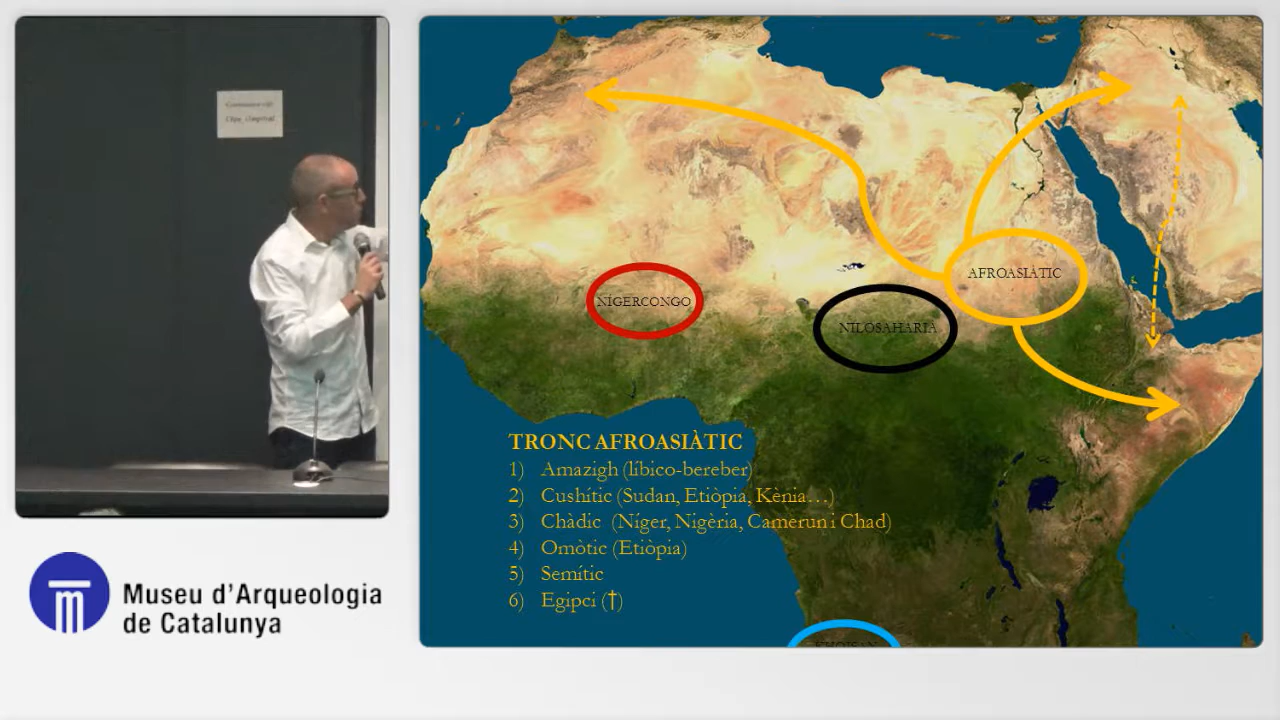 NÍGERCONGO
NILOSAHARIÀ
AFROASIÀTIC
TRONC AFROASIÀTIC
1) Amazigh (líbico-bereber)
2) Cushític (Sudan, Etiòpia, Kènia…)
3) Chàdic (Níger, Nigèria, Camerun i Chad)
4) Omòtic (Etiòpia)
5) Semític
6) Egipci (†)
KHOISAN
Museu d'Arqueologia
de Catalunya